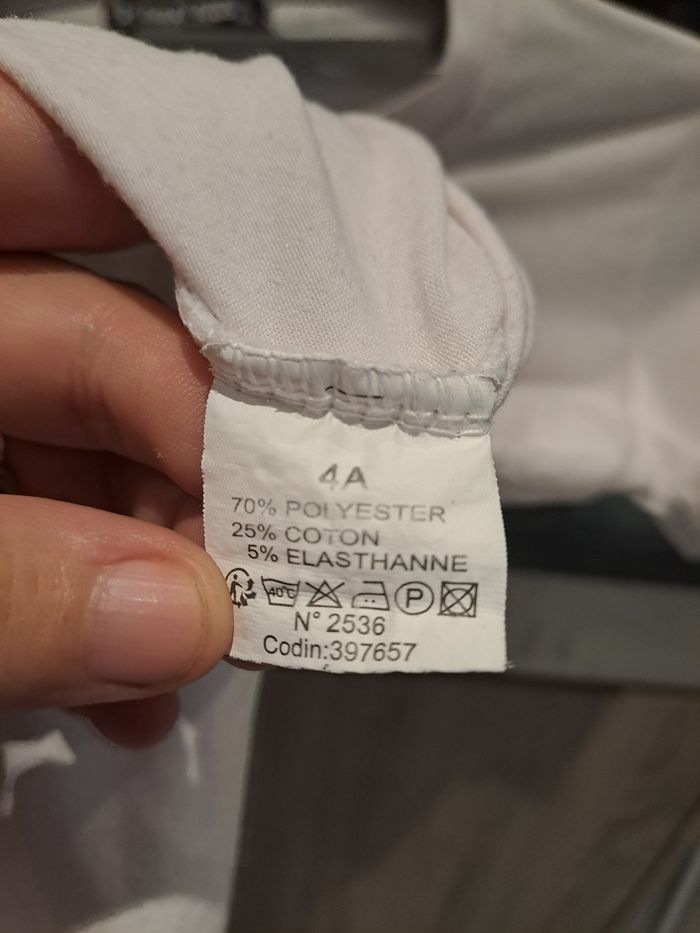 4A
70% POLYESTER
25% COTON
5% ELASTHANNE
40°C P
N° 2536
Codin:397657